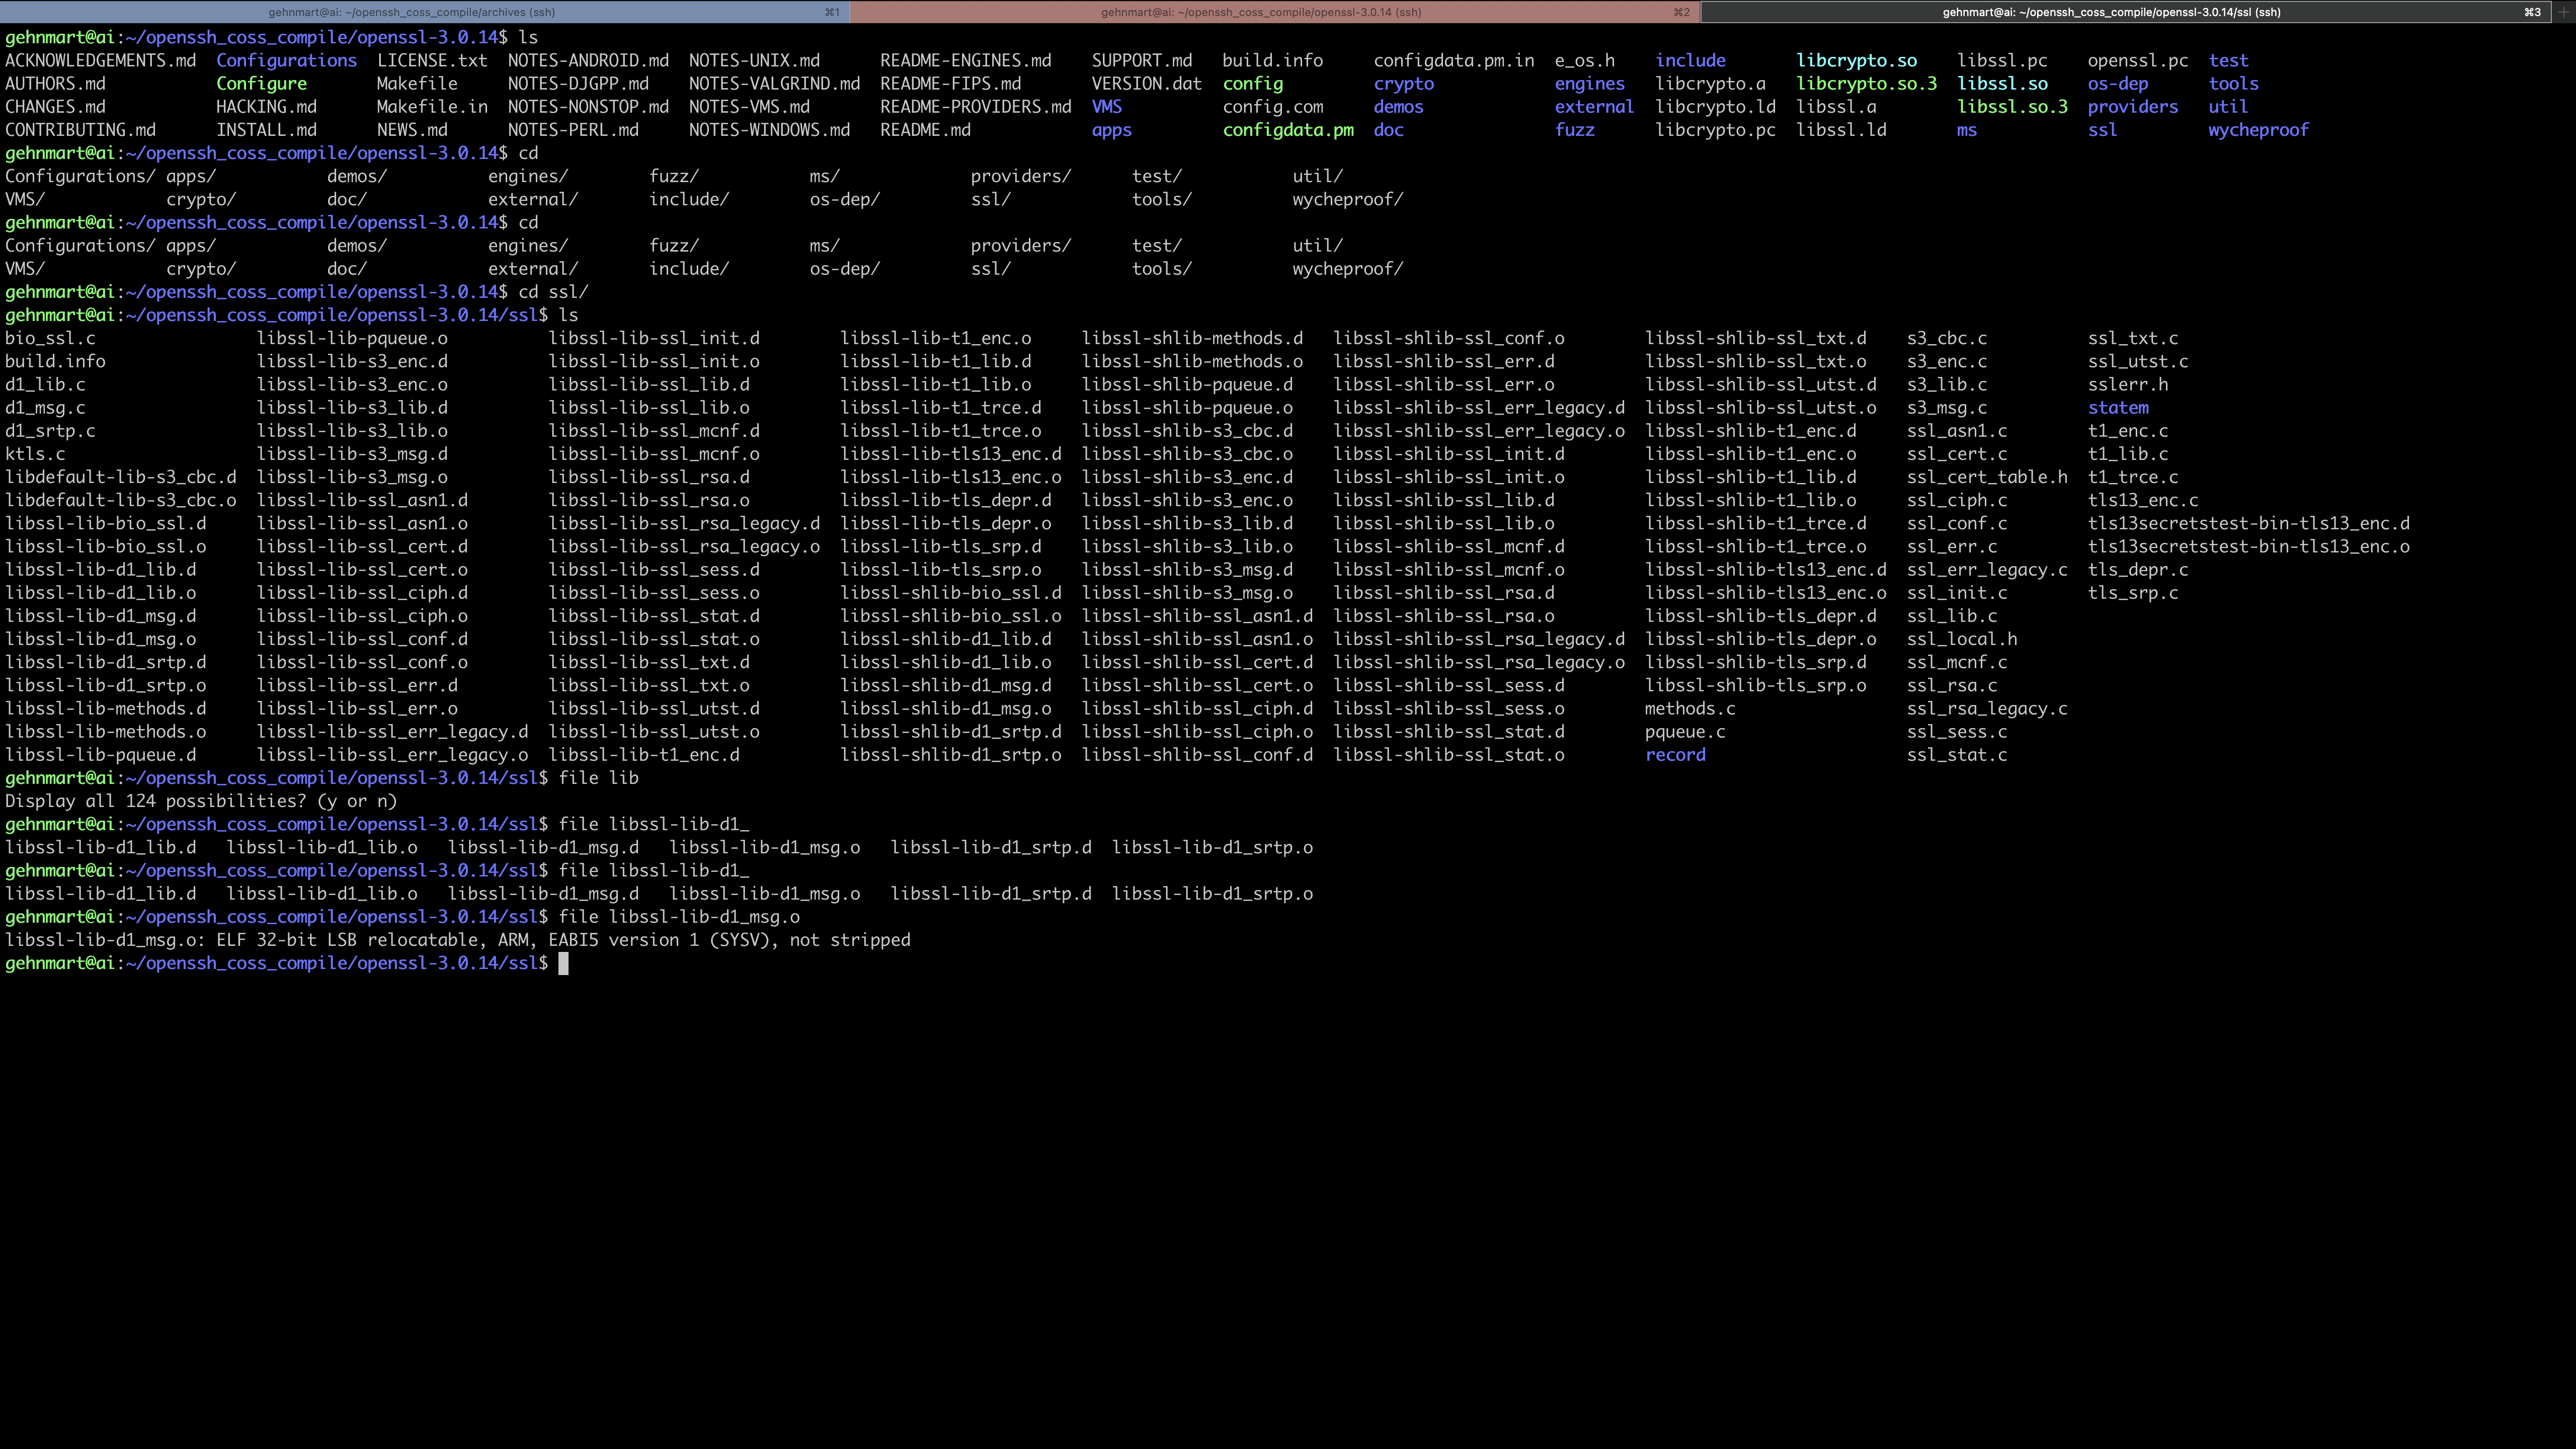 gehnmart@ai: ~/openssh_coss_compile/archives (ssh) ⌘1 gehnmart@ai: ~/openssh_coss_compile/openssl-3.0.14 (ssh) ⌘2 gehnmart@ai: ~/openssh_coss_compile/openssl-3.0.14/ssl (ssh) ⌘3 +
gehnmart@ai:~/openssh_coss_compile/openssl-3.0.14$ ls
ACKNOWLEDGEMENTS.md Configurations LICENSE.txt NOTES-ANDROID.md NOTES-UNIX.md README-ENGINES.md SUPPORT.md build.info configdata.pm.in e_os.h include libcrypto.so libssl.pc openssl.pc test
AUTHORS.md Configure Makefile NOTES-DJGPP.md NOTES-VALGRIND.md README-FIPS.md VERSION.dat config crypto engines libcrypto.a libcrypto.so.3 libssl.so os-dep tools
CHANGES.md HACKING.md Makefile.in NOTES-NONSTOP.md NOTES-VMS.md README-PROVIDERS.md VMS config.com demos external libcrypto.ld libssl.a libssl.so.3 providers util
CONTRIBUTING.md INSTALL.md NEWS.md NOTES-PERL.md NOTES-WINDOWS.md README.md apps configdata.pm doc fuzz libcrypto.pc libssl.ld ms ssl wycheproof
gehnmart@ai:~/openssh_coss_compile/openssl-3.0.14$ cd
Configurations/ apps/ demos/ engines/ fuzz/ ms/ providers/ test/ util/
VMS/ crypto/ doc/ external/ include/ os-dep/ ssl/ tools/ wycheproof/
gehnmart@ai:~/openssh_coss_compile/openssl-3.0.14$ cd
Configurations/ apps/ demos/ engines/ fuzz/ ms/ providers/ test/ util/
VMS/ crypto/ doc/ external/ include/ os-dep/ ssl/ tools/ wycheproof/
gehnmart@ai:~/openssh_coss_compile/openssl-3.0.14$ cd ssl/
gehnmart@ai:~/openssh_coss_compile/openssl-3.0.14/ssl$ ls
bio_ssl.c libssl-lib-pqueue.o libssl-lib-ssl_init.d libssl-lib-t1_enc.o libssl-shlib-methods.d libssl-shlib-ssl_conf.o libssl-shlib-ssl_txt.d s3_cbc.c ssl_txt.c
build.info libssl-lib-s3_enc.d libssl-lib-ssl_init.o libssl-lib-t1_lib.d libssl-shlib-methods.o libssl-shlib-ssl_err.d libssl-shlib-ssl_txt.o s3_enc.c ssl_utst.c
d1_lib.c libssl-lib-s3_enc.o libssl-lib-ssl_lib.d libssl-lib-t1_lib.o libssl-shlib-pqueue.d libssl-shlib-ssl_err.o libssl-shlib-ssl_utst.d s3_lib.c sslerr.h
d1_msg.c libssl-lib-s3_lib.d libssl-lib-ssl_lib.o libssl-lib-t1_trce.d libssl-shlib-pqueue.o libssl-shlib-ssl_err_legacy.d libssl-shlib-ssl_utst.o s3_msg.c statem
d1_srtp.c libssl-lib-s3_lib.o libssl-lib-ssl_mcnf.d libssl-lib-t1_trce.o libssl-shlib-s3_cbc.d libssl-shlib-ssl_err_legacy.o libssl-shlib-t1_enc.d ssl_asn1.c t1_enc.c
ktls.c libssl-lib-s3_msg.d libssl-lib-ssl_mcnf.o libssl-lib-tls13_enc.d libssl-shlib-s3_cbc.o libssl-shlib-ssl_init.d libssl-shlib-t1_enc.o ssl_cert.c t1_lib.c
libdefault-lib-s3_cbc.d libssl-lib-s3_msg.o libssl-lib-ssl_rsa.d libssl-lib-tls13_enc.o libssl-shlib-s3_enc.d libssl-shlib-ssl_init.o libssl-shlib-t1_lib.d ssl_cert_table.h t1_trce.c
libdefault-lib-s3_cbc.o libssl-lib-ssl_asn1.d libssl-lib-ssl_rsa.o libssl-lib-tls_depr.d libssl-shlib-s3_enc.o libssl-shlib-ssl_lib.d libssl-shlib-t1_lib.o ssl_ciph.c tls13_enc.c
libssl-lib-bio_ssl.d libssl-lib-ssl_asn1.o libssl-lib-ssl_rsa_legacy.d libssl-lib-tls_depr.o libssl-shlib-s3_lib.d libssl-shlib-ssl_lib.o libssl-shlib-t1_trce.d ssl_conf.c tls13secretstest-bin-tls13_enc.d
libssl-lib-bio_ssl.o libssl-lib-ssl_cert.d libssl-lib-ssl_rsa_legacy.o libssl-lib-tls_srp.d libssl-shlib-s3_lib.o libssl-shlib-ssl_mcnf.d libssl-shlib-t1_trce.o ssl_err.c tls13secretstest-bin-tls13_enc.o
libssl-lib-d1_lib.d libssl-lib-ssl_cert.o libssl-lib-ssl_sess.d libssl-lib-tls_srp.o libssl-shlib-s3_msg.d libssl-shlib-ssl_mcnf.o libssl-shlib-tls13_enc.d ssl_err_legacy.c tls_depr.c
libssl-lib-d1_lib.o libssl-lib-ssl_ciph.d libssl-lib-ssl_sess.o libssl-shlib-bio_ssl.d libssl-shlib-s3_msg.o libssl-shlib-ssl_rsa.d libssl-shlib-tls13_enc.o ssl_init.c tls_srp.c
libssl-lib-d1_msg.d libssl-lib-ssl_ciph.o libssl-lib-ssl_stat.d libssl-shlib-bio_ssl.o libssl-shlib-ssl_asn1.d libssl-shlib-ssl_rsa.o libssl-shlib-tls_depr.d ssl_lib.c
libssl-lib-d1_msg.o libssl-lib-ssl_conf.d libssl-lib-ssl_stat.o libssl-shlib-d1_lib.d libssl-shlib-ssl_asn1.o libssl-shlib-ssl_rsa_legacy.d libssl-shlib-tls_depr.o ssl_local.h
libssl-lib-d1_srtp.d libssl-lib-ssl_conf.o libssl-lib-ssl_txt.d libssl-shlib-d1_lib.o libssl-shlib-ssl_cert.d libssl-shlib-ssl_rsa_legacy.o libssl-shlib-tls_srp.d ssl_mcnf.c
libssl-lib-d1_srtp.o libssl-lib-ssl_err.d libssl-lib-ssl_txt.o libssl-shlib-d1_msg.d libssl-shlib-ssl_cert.o libssl-shlib-ssl_sess.d libssl-shlib-tls_srp.o ssl_rsa.c
libssl-lib-methods.d libssl-lib-ssl_err.o libssl-lib-ssl_utst.d libssl-shlib-d1_msg.o libssl-shlib-ssl_ciph.d libssl-shlib-ssl_sess.o methods.c ssl_rsa_legacy.c
libssl-lib-methods.o libssl-lib-ssl_err_legacy.d libssl-lib-ssl_utst.o libssl-shlib-d1_srtp.d libssl-shlib-ssl_ciph.o libssl-shlib-ssl_stat.d pqueue.c ssl_sess.c
libssl-lib-pqueue.d libssl-lib-ssl_err_legacy.o libssl-lib-t1_enc.d libssl-shlib-d1_srtp.o libssl-shlib-ssl_conf.d libssl-shlib-ssl_stat.o record ssl_stat.c
gehnmart@ai:~/openssh_coss_compile/openssl-3.0.14/ssl$ file lib
Display all 124 possibilities? (y or n)
gehnmart@ai:~/openssh_coss_compile/openssl-3.0.14/ssl$ file libssl-lib-d1_
libssl-lib-d1_lib.d libssl-lib-d1_lib.o libssl-lib-d1_msg.d libssl-lib-d1_msg.o libssl-lib-d1_srtp.d libssl-lib-d1_srtp.o
gehnmart@ai:~/openssh_coss_compile/openssl-3.0.14/ssl$ file libssl-lib-d1_
libssl-lib-d1_lib.d libssl-lib-d1_lib.o libssl-lib-d1_msg.d libssl-lib-d1_msg.o libssl-lib-d1_srtp.d libssl-lib-d1_srtp.o
gehnmart@ai:~/openssh_coss_compile/openssl-3.0.14/ssl$ file libssl-lib-d1_msg.o
libssl-lib-d1_msg.o: ELF 32-bit LSB relocatable, ARM, EABI5 version 1 (SYSV), not stripped
gehnmart@ai:~/openssh_coss_compile/openssl-3.0.14/ssl$